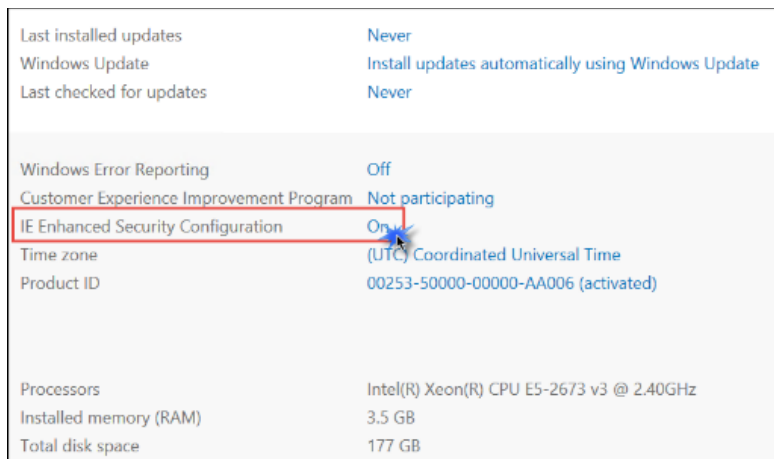 Last installed updates Never
Windows Update Install updates automatically using Windows Update
Last checked for updates Never
Windows Error Reporting Off
Customer Experience Improvement Program Not participating
IE Enhanced Security Configuration On
Time zone (UTC) Coordinated Universal Time
Product ID 00253-50000-00000-AA006 (activated)
Processors Intel(R) Xeon(R) CPU E5-2673 v3 @ 2.40GHz
Installed memory (RAM) 3.5 GB
Total disk space 177 GB